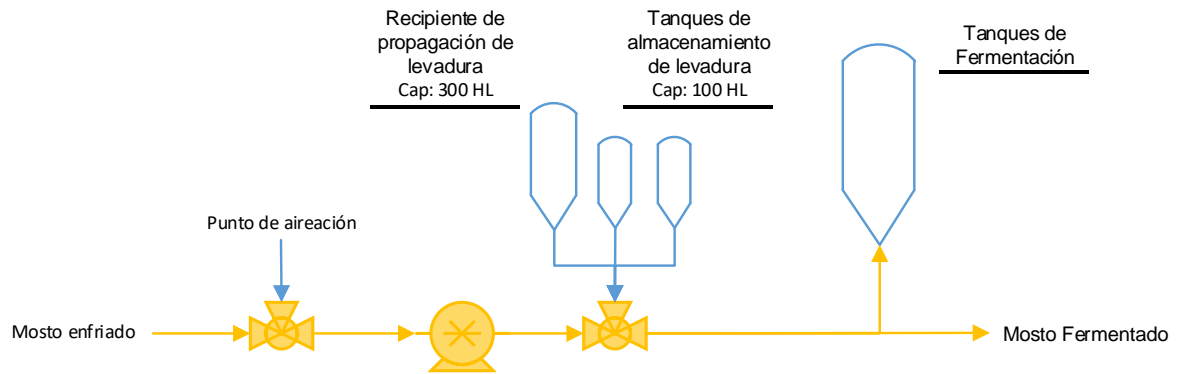 Recipiente de
propagación de
levadura
Cap: 300 HL
Tanques de
almacenamiento
de levadura
Cap: 100 HL
Tanques de
Fermentación
Punto de aireación
Mosto enfriado
Mosto Fermentado